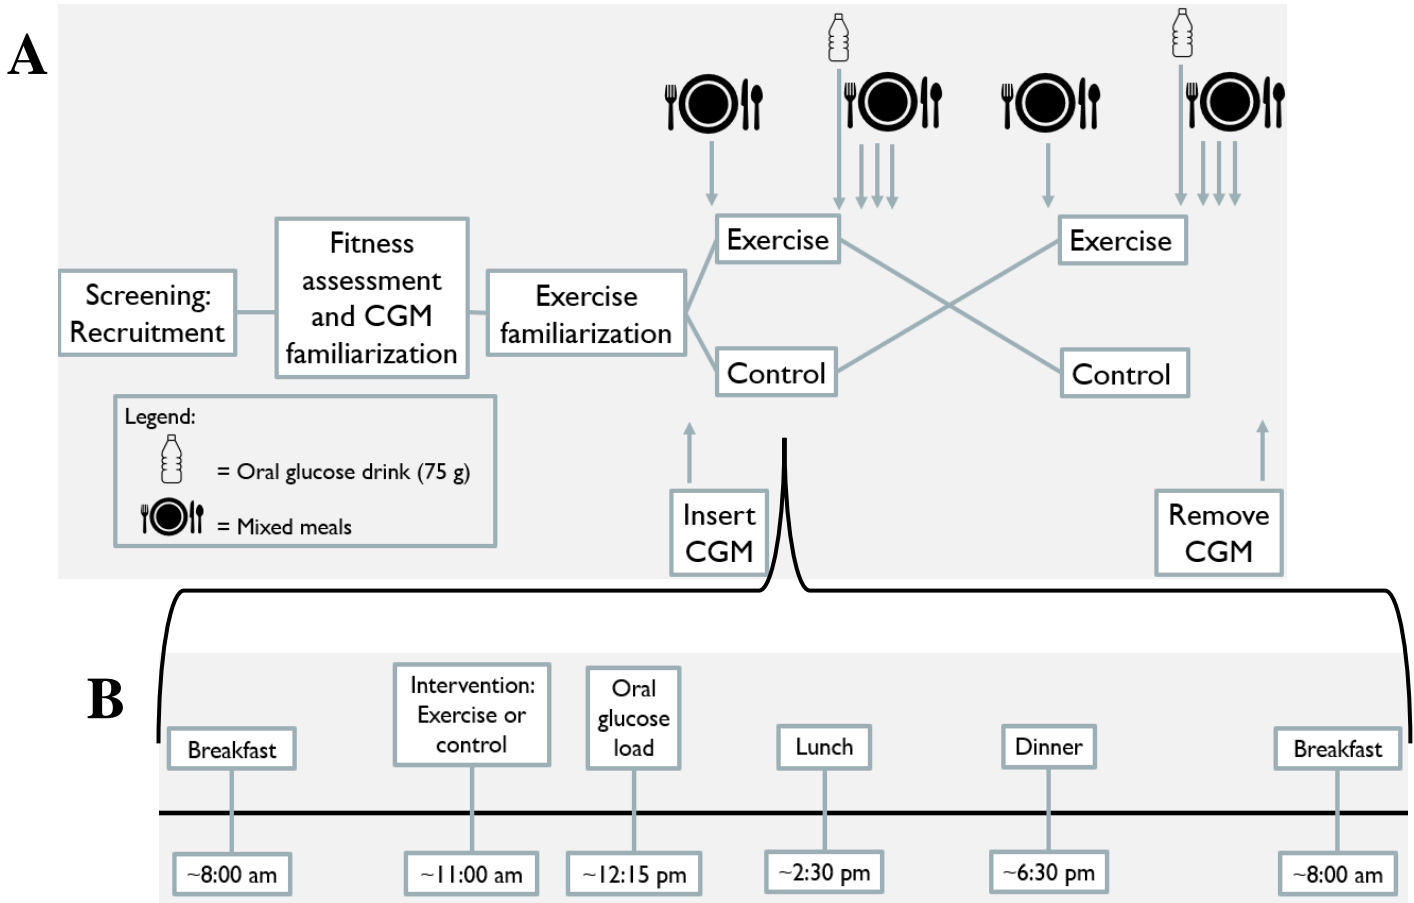 A
Screening:
Recruitment
Fitness
assessment
and CGM
familiarization
Exercise
familiarization
Exercise
Control
Exercise
Control
Legend:
= Oral glucose drink (75 g)
= Mixed meals
Insert
CGM
Remove
CGM
B
Breakfast
Intervention:
Exercise or
control
Oral
glucose
load
Lunch
Dinner
Breakfast
~8:00 am
~11:00 am
~12:15 pm
~2:30 pm
~6:30 pm
~8:00 am